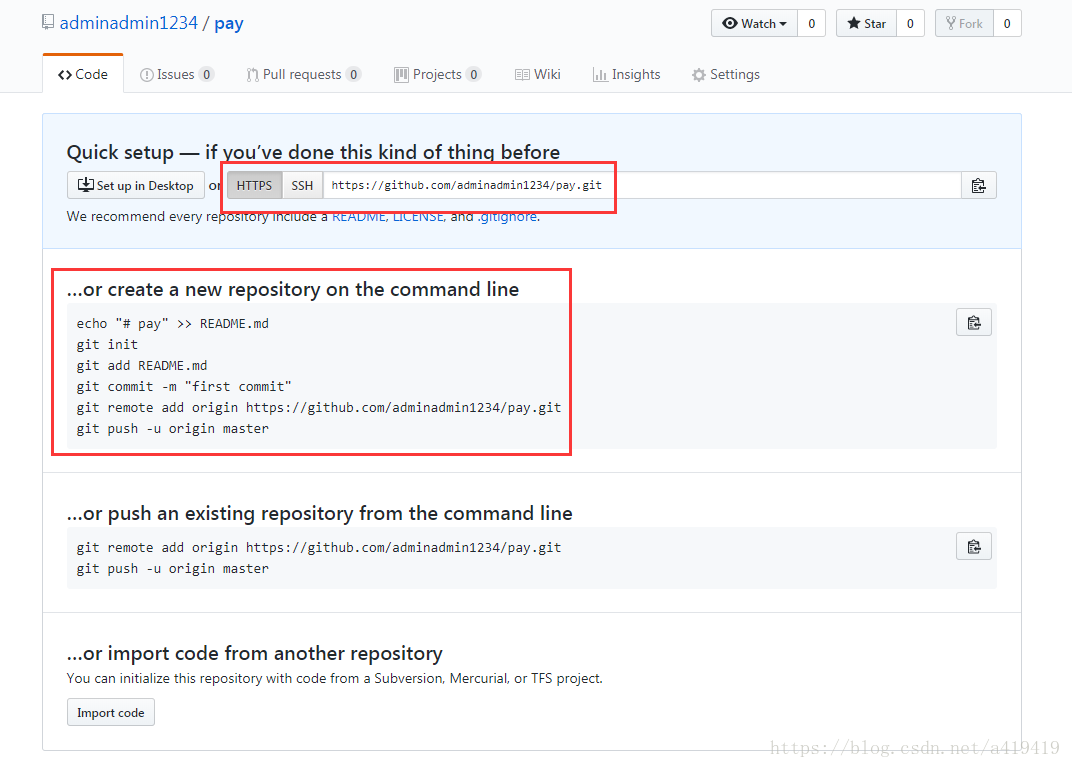 adminadmin1234 / pay
Watch 0 Star 0 Fork 0
Code Issues 0 Pull requests 0 Projects 0 Wiki Insights Settings
Quick setup — if you’ve done this kind of thing before
Set up in Desktop or HTTPS SSH https://github.com/adminadmin1234/pay.git
We recommend every repository include a README, LICENSE, and .gitignore.
…or create a new repository on the command line
echo "# pay" >> README.md
git init
git add README.md
git commit -m "first commit"
git remote add origin https://github.com/adminadmin1234/pay.git
git push -u origin master
…or push an existing repository from the command line
git remote add origin https://github.com/adminadmin1234/pay.git
git push -u origin master
…or import code from another repository
You can initialize this repository with code from a Subversion, Mercurial, or TFS project.
Import code
https://blog.csdn.net/a419419